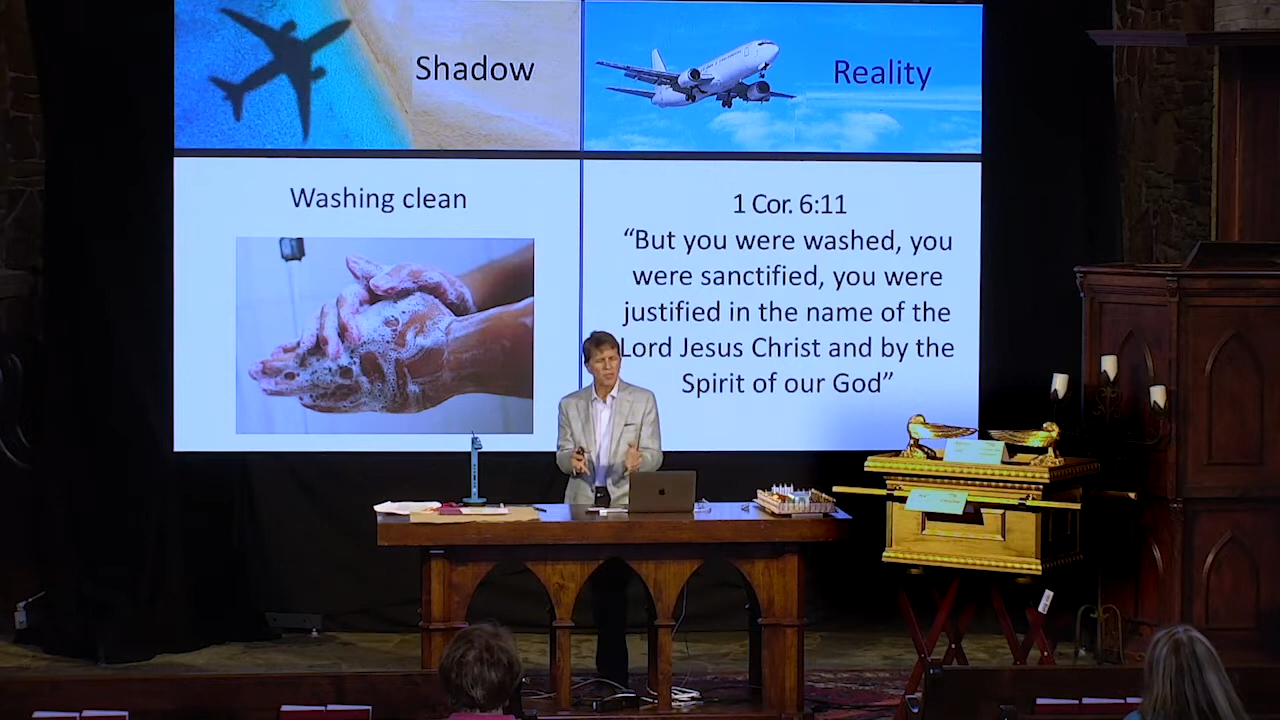 Shadow
Reality
Washing clean
1 Cor. 6:11
“But you were washed, you
were sanctified, you were
justified in the name of the
Lord Jesus Christ and by the
Spirit of our God”